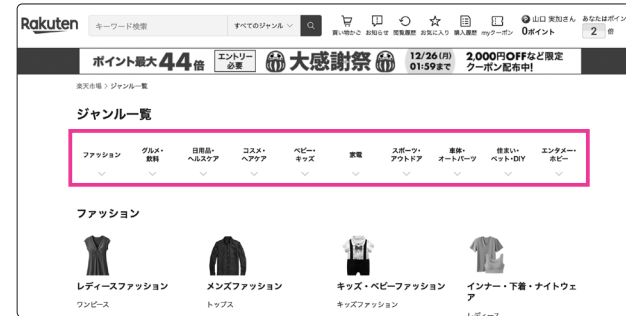 Rakuten
キーワード検索
すべてのジャンル
買い物かご
お知らせ
閲覧履歴
お気に入り
購入履歴
myクーポン
山口 実加さん
0ポイント
あなたはポイン
2 倍
ポイント最大44倍
エントリー
必要
大感謝祭
12/26(月)
01:59まで
2,000円OFFなど限定
クーポン配布中!
楽天市場 > ジャンル一覧
ジャンル一覧
ファッション
グルメ・
飲料
日用品・
ヘルスケア
コスメ・
ヘアケア
ベビー・
キッズ
家電
スポーツ・
アウトドア
車体・
オートパーツ
住まい・
ペット・DIY
エンタメー・
ホビー
ファッション
レディースファッション
メンズファッション
キッズ・ベビーファッション
インナー・下着・ナイトウェ
ア
ワンピース
トップス
キッズファッション
レディース